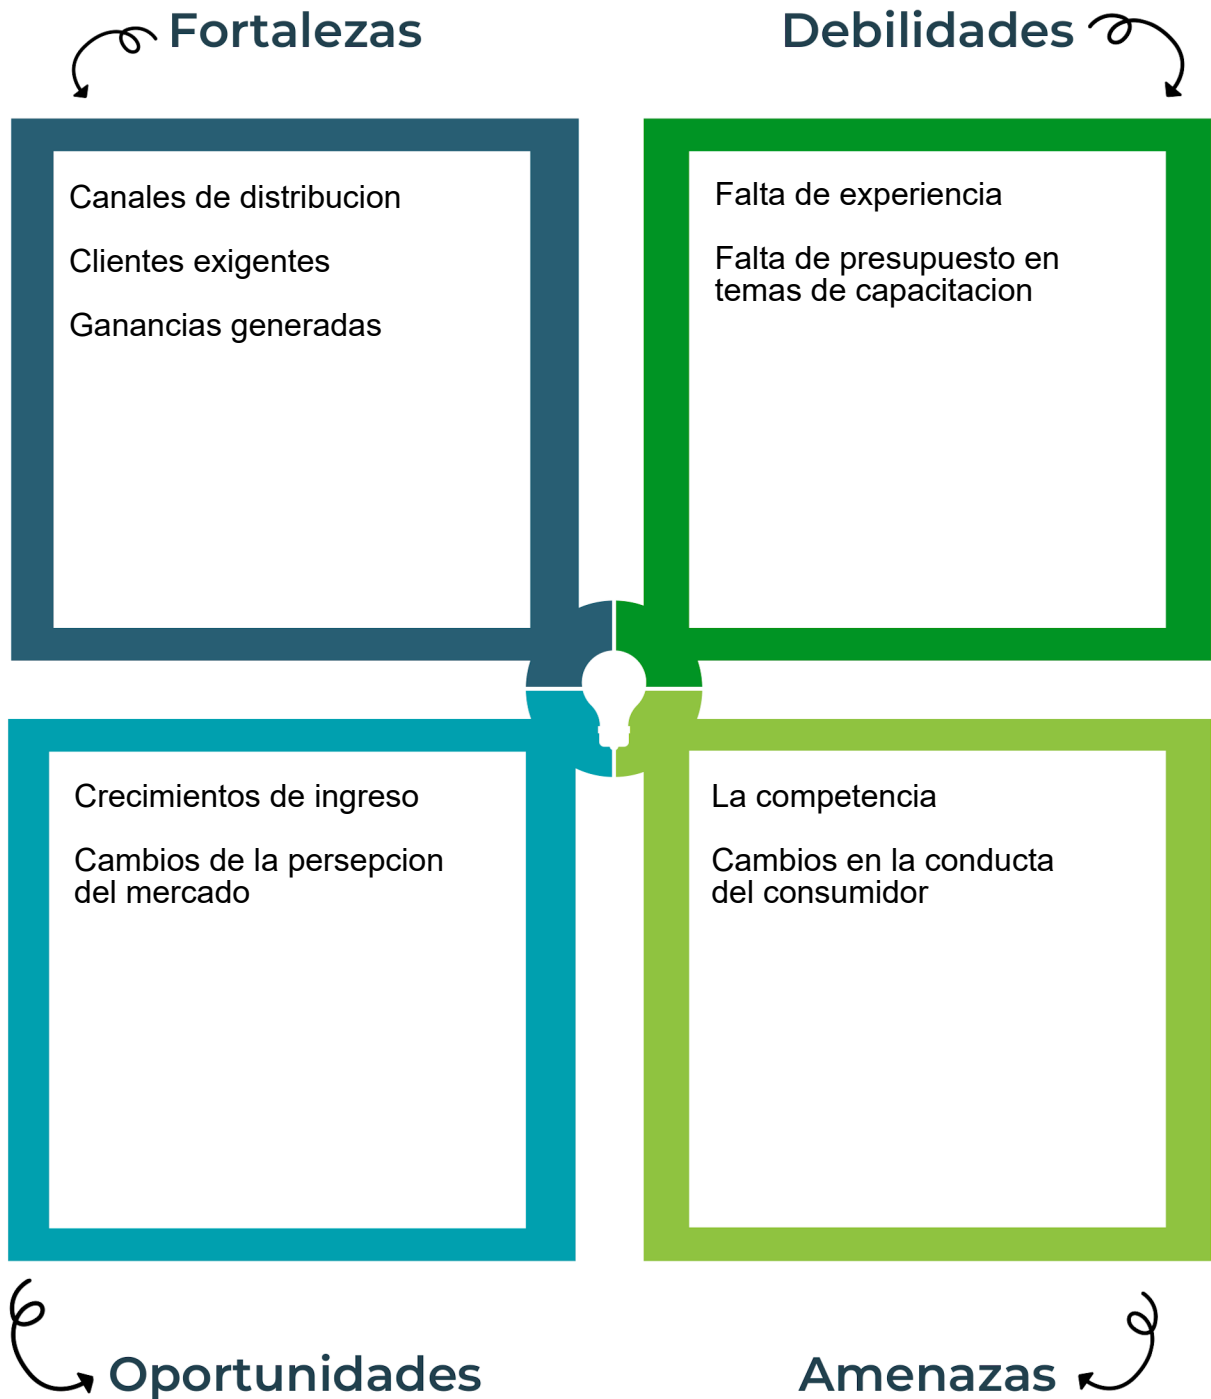 Fortalezas
Canales de distribucion
Clientes exigentes
Ganancias generadas
Debilidades
Falta de experiencia
Falta de presupuesto en
temas de capacitacion
Crecimientos de ingreso
Cambios de la persepcion
del mercado
Oportunidades
La competencia
Cambios en la conducta
del consumidor
Amenazas